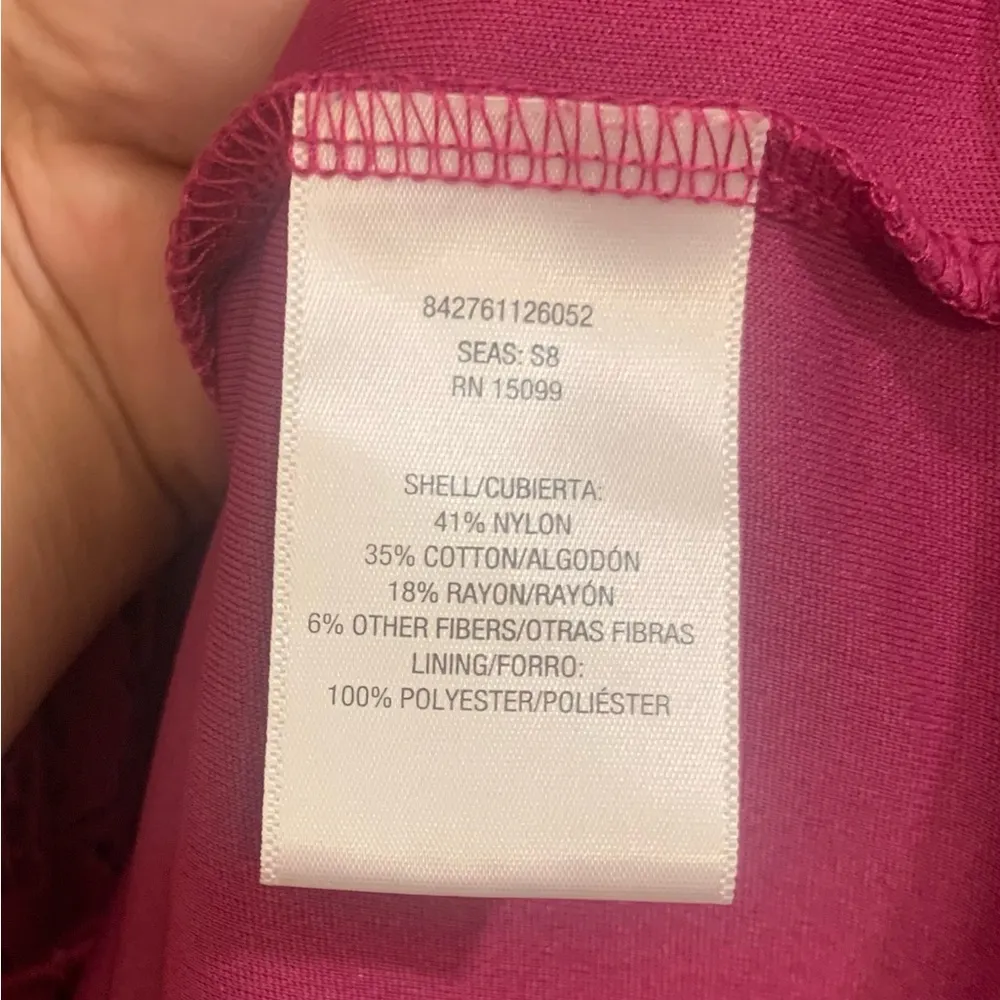 842761126052
SEAS: S8
RN 15099
SHELL/CUBIERTA:
41% NYLON
35% COTTON/ALGODÓN
18% RAYON/RAYÓN
6% OTHER FIBERS/OTRAS FIBRAS
LINING/FORRO:
100% POLYESTER/POLIÉSTER